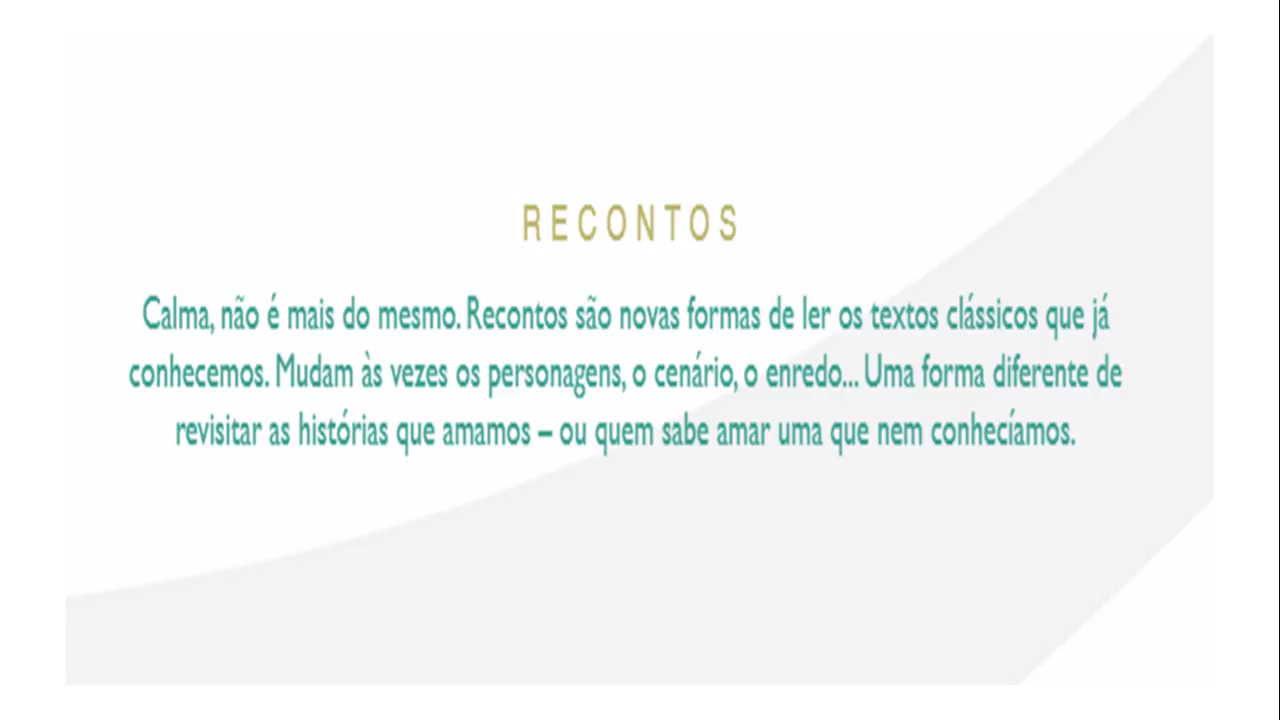 RECONTOS
Calma, não é mais do mesmo. Recontos são novas formas de ler os textos clássicos que já
conhecemos. Mudam às vezes os personagens, o cenário, o enredo... Uma forma diferente de
revisitar as histórias que amamos – ou quem sabe amar uma que nem conhecíamos.